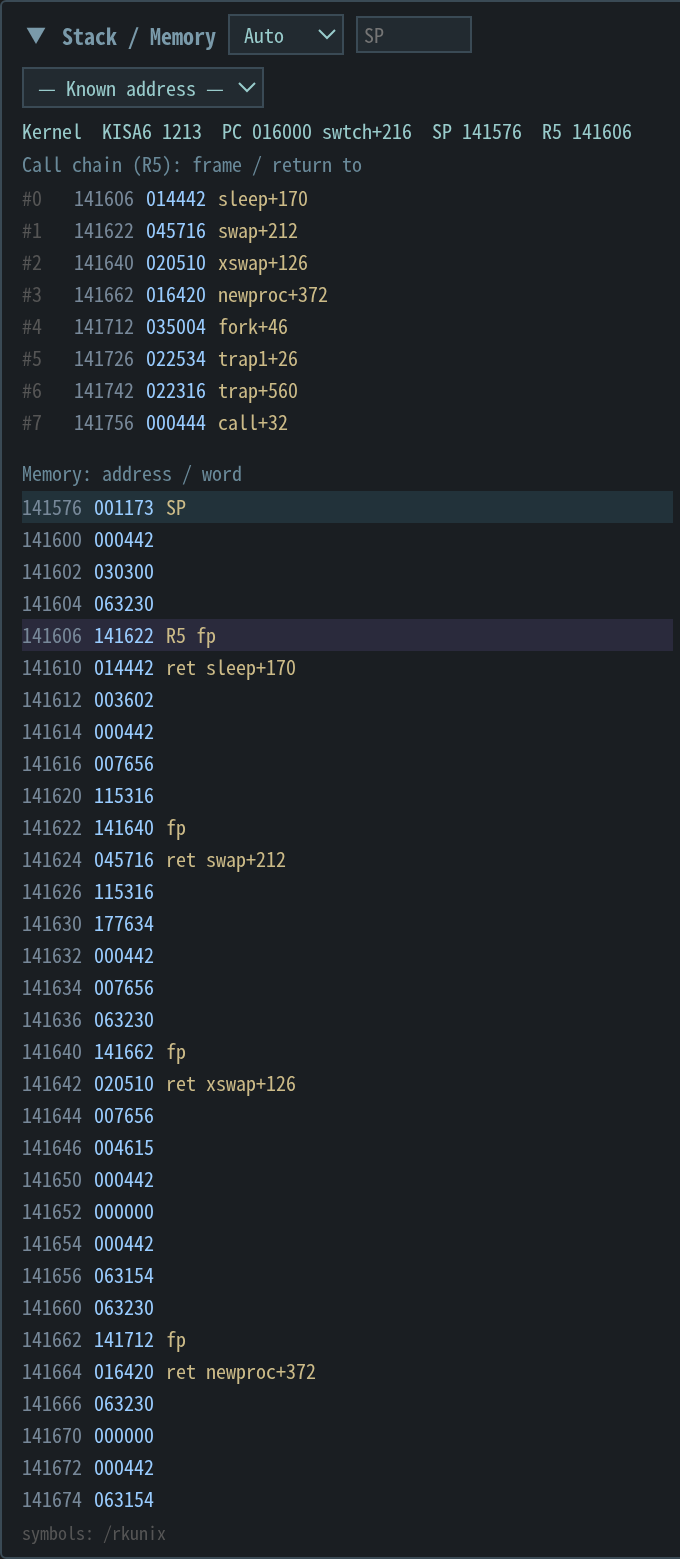 ▼ Stack / Memory Auto SP
— Known address —
Kernel KISA6 1213 PC 016000 swtch+216 SP 141576 R5 141606
Call chain (R5): frame / return to
#0 141606 014442 sleep+170
#1 141622 045716 swap+212
#2 141640 020510 xswap+126
#3 141662 016420 newproc+372
#4 141712 035004 fork+46
#5 141726 022534 trap1+26
#6 141742 022316 trap+560
#7 141756 000444 call+32
Memory: address / word
141576 001173 SP
141600 000442
141602 030300
141604 063230
141606 141622 R5 fp
141610 014442 ret sleep+170
141612 003602
141614 000442
141616 007656
141620 115316
141622 141640 fp
141624 045716 ret swap+212
141626 115316
141630 177634
141632 000442
141634 007656
141636 063230
141640 141662 fp
141642 020510 ret xswap+126
141644 007656
141646 004615
141650 000442
141652 000000
141654 000442
141656 063154
141660 063230
141662 141712 fp
141664 016420 ret newproc+372
141666 063230
141670 000000
141672 000442
141674 063154
symbols: /rkunix